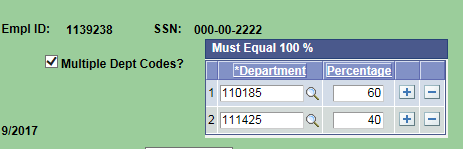 Empl ID: 1139238 SSN: 000-00-2222
Must Equal 100 %
Multiple Dept Codes?
*Department Percentage
1 110185 60
2 111425 40
9/2017